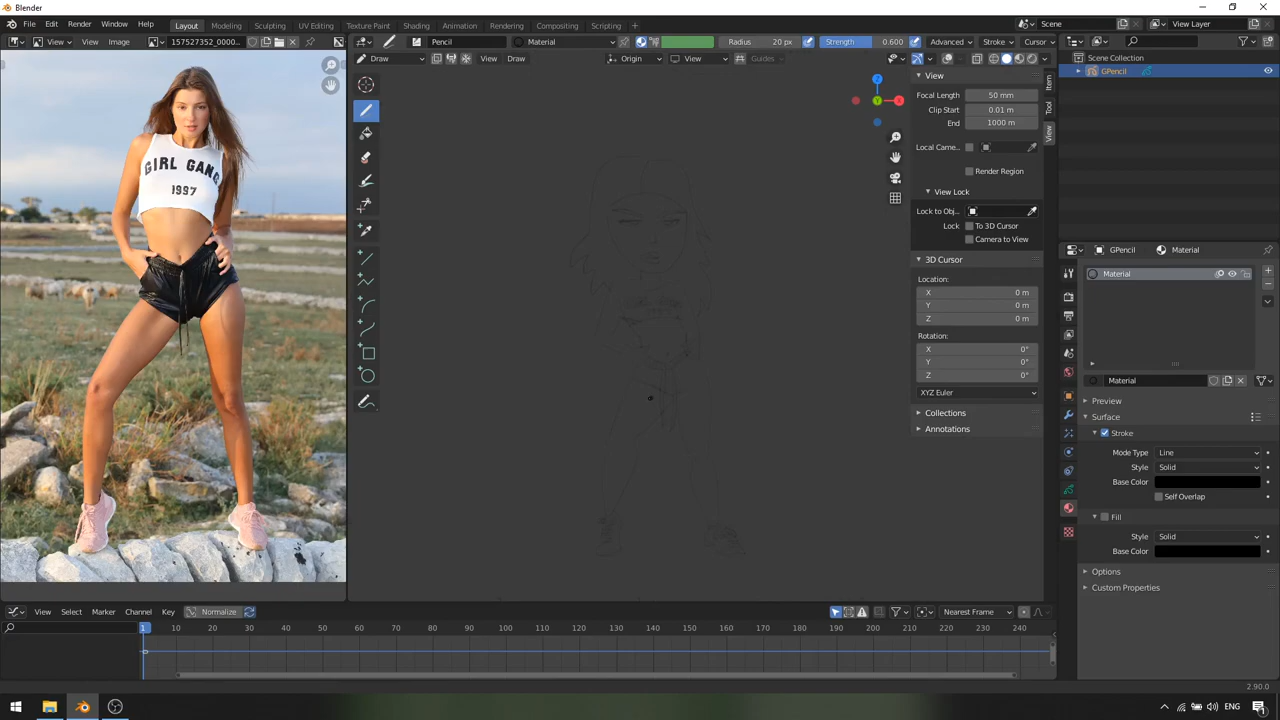 Blender
File Edit Render Window Help Layout Modeling Sculpting UV Editing Texture Paint Shading Animation Rendering Compositing Scripting + Scene View Layer
View View Image 157527352_0000... Pencil Material Radius 20 px Strength 0.600 Advanced Stroke Cursor
Draw View Draw Origin View Guides
GIRL GANG
1997
View
Focal Length 50 mm
Clip Start 0.01 m
End 1000 m
Local Came...
Render Region
View Lock
Lock to Obj...
Lock To 3D Cursor
Camera to View
3D Cursor
Location:
X 0 m
Y 0 m
Z 0 m
Rotation:
X 0°
Y 0°
Z 0°
XYZ Euler
Collections
Annotations
Item
Tool
View
Z
X
Y
Scene Collection
GPencil
GPencil Material
Material
Material
Preview
Surface
Stroke
Mode Type Line
Style Solid
Base Color
Self Overlap
Fill
Style Solid
Base Color
Options
Custom Properties
View Select Marker Channel Key Normalize Nearest Frame
1 10 20 30 40 50 60 70 80 90 100 110 120 130 140 150 160 170 180 190 200 210 220 230 240
2.90.0
ENG